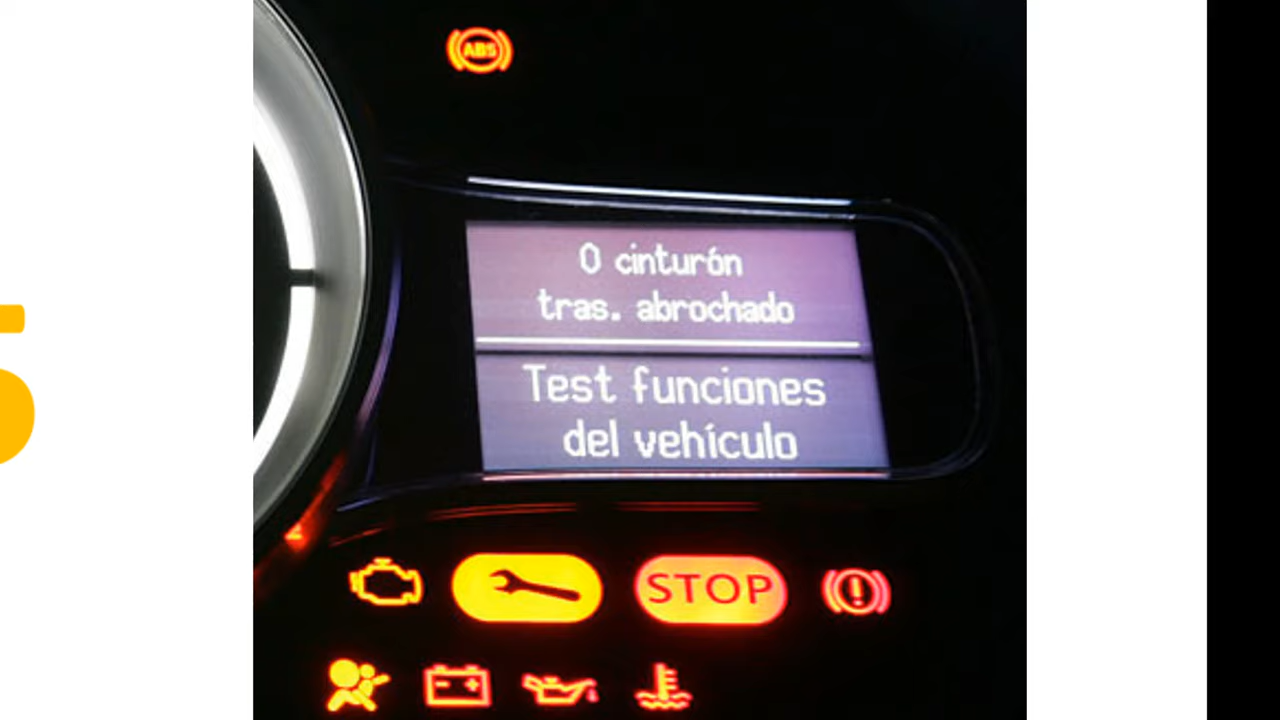 ABS
0 cinturón
tras. abrochado
Test funciones
del vehículo
STOP